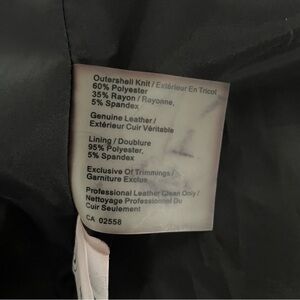 Outershell Knit / Extérieur En Tricot
60% Polyester
35% Rayon / Rayonne,
5% Spandex
Genuine Leather /
Extérieur Cuir Véritable
Lining / Doublure
95% Polyester,
5% Spandex
Exclusive Of Trimmings /
Garniture Exclus
Professional Leather Clean Only /
Nettoyage Professionnel Du
Cuir Seulement
CA 02558